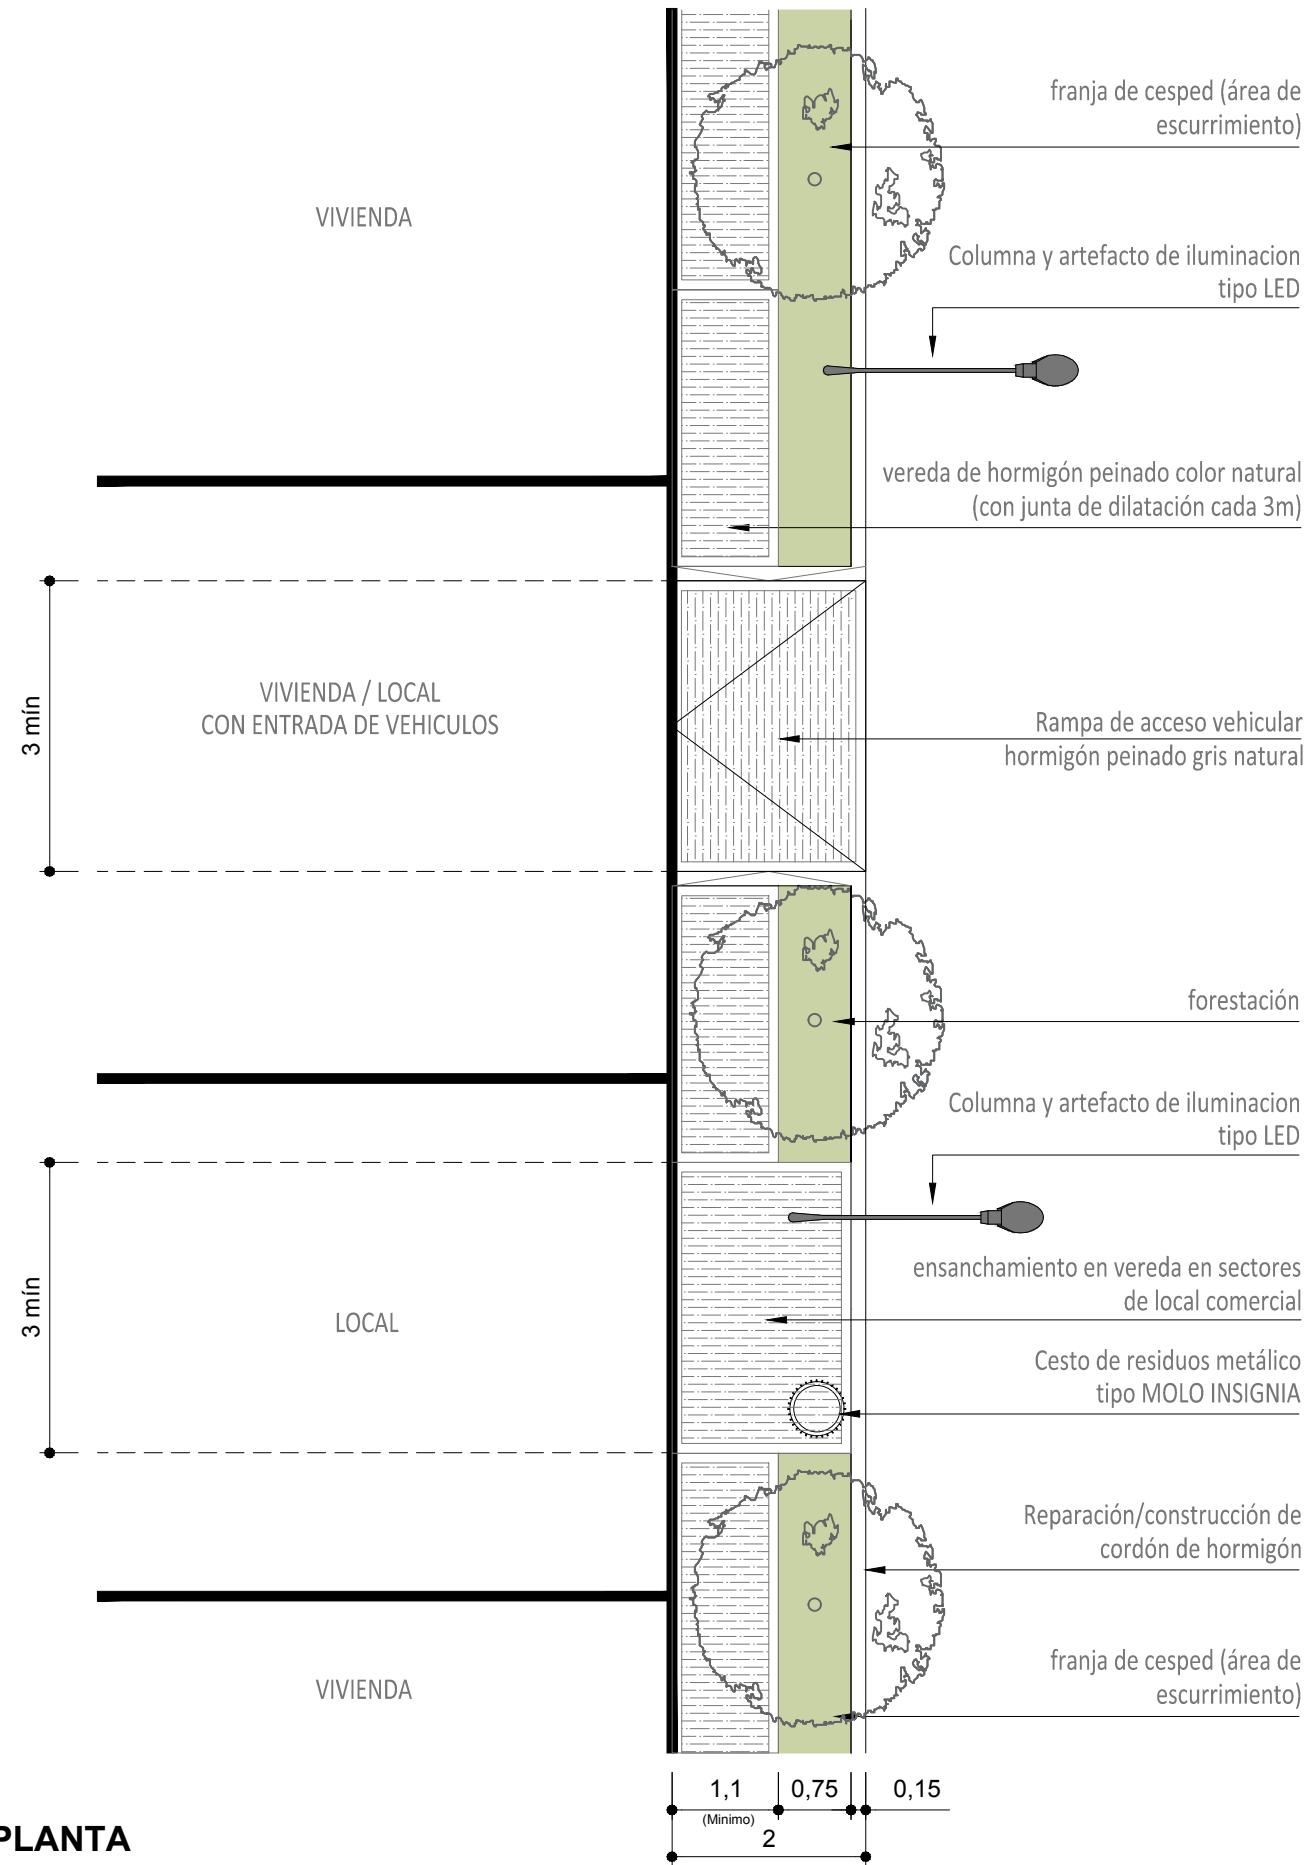 franja de cesped (área de
escurrimiento)
VIVIENDA
Columna y artefacto de iluminacion
tipo LED
vereda de hormigón peinado color natural
(con junta de dilatación cada 3m)
3 mín
VIVIENDA / LOCAL
CON ENTRADA DE VEHICULOS
Rampa de acceso vehicular
hormigón peinado gris natural
forestación
Columna y artefacto de iluminacion
tipo LED
ensanchamiento en vereda en sectores
de local comercial
3 mín
LOCAL
Cesto de residuos metálico
tipo MOLO INSIGNIA
Reparación/construcción de
cordón de hormigón
franja de cesped (área de
escurrimiento)
VIVIENDA
1,1 0,75 0,15
(Minimo)
2
PLANTA